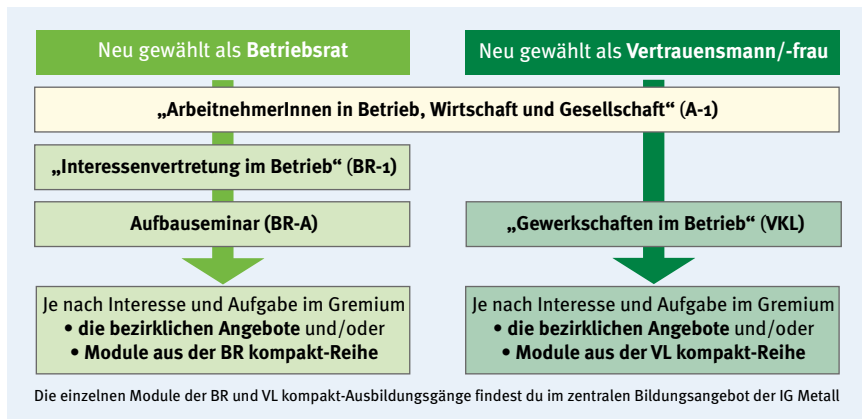 Neu gewählt als Betriebsrat
Neu gewählt als Vertrauensmann/-frau
„ArbeitnehmerInnen in Betrieb, Wirtschaft und Gesellschaft“ (A-1)
„Interessenvertretung im Betrieb“ (BR-1)
Aufbauseminar (BR-A)
„Gewerkschaften im Betrieb“ (VKL)
Je nach Interesse und Aufgabe im Gremium
• die bezirklichen Angebote und/oder
• Module aus der BR kompakt-Reihe
Je nach Interesse und Aufgabe im Gremium
• die bezirklichen Angebote und/oder
• Module aus der VL kompakt-Reihe
Die einzelnen Module der BR und VL kompakt-Ausbildungsgänge findest du im zentralen Bildungsangebot der IG Metall